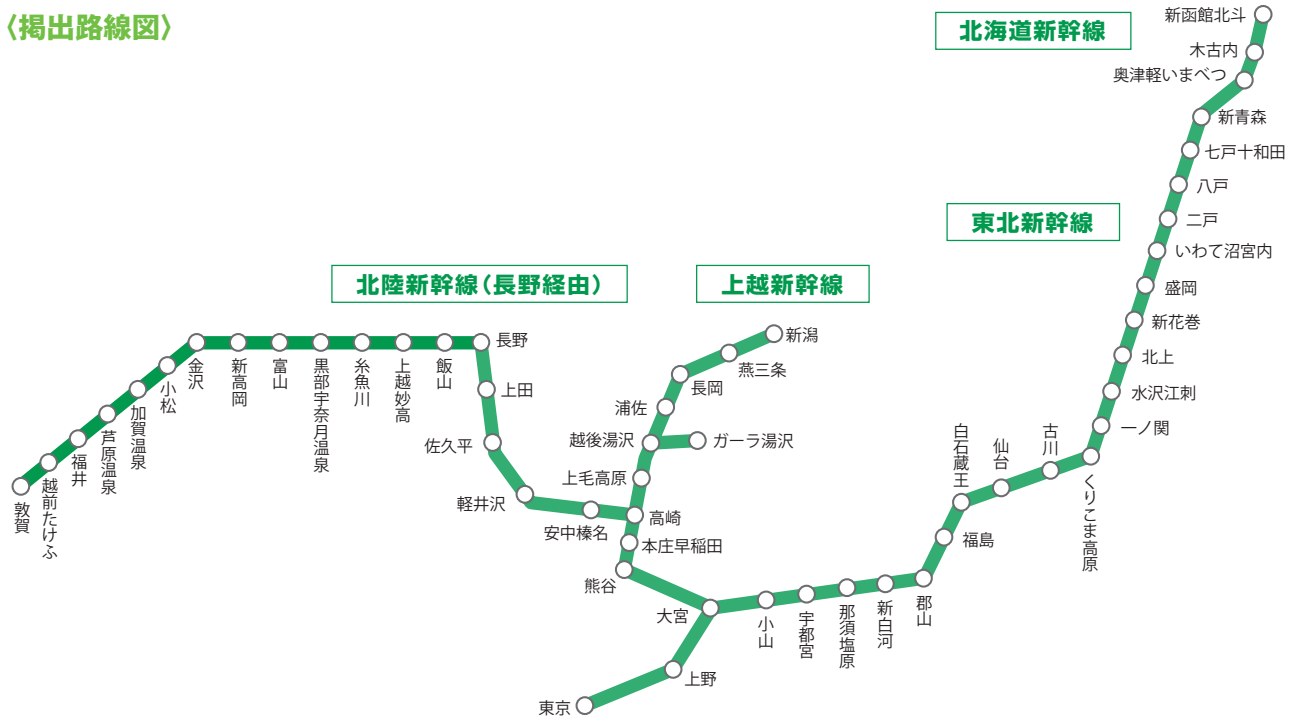 〈掲出路線図〉
北海道新幹線
新函館北斗
木古内
奥津軽いまべつ
新青森
七戸十和田
八戸
二戸
いわて沼宮内
盛岡
新花巻
北上
水沢江刺
一ノ関
東北新幹線
くりこま高原
古川
仙台
白石蔵王
福島
郡山
新白河
那須塩原
宇都宮
小山
大宮
上野
東京
上越新幹線
新潟
燕三条
長岡
浦佐
越後湯沢
ガーラ湯沢
上毛高原
高崎
本庄早稲田
熊谷
北陸新幹線（長野経由）
安中榛名
軽井沢
佐久平
上田
長野
飯山
上越妙高
糸魚川
黒部宇奈月温泉
富山
新高岡
金沢
小松
加賀温泉
芦原温泉
福井
越前たけふ
敦賀